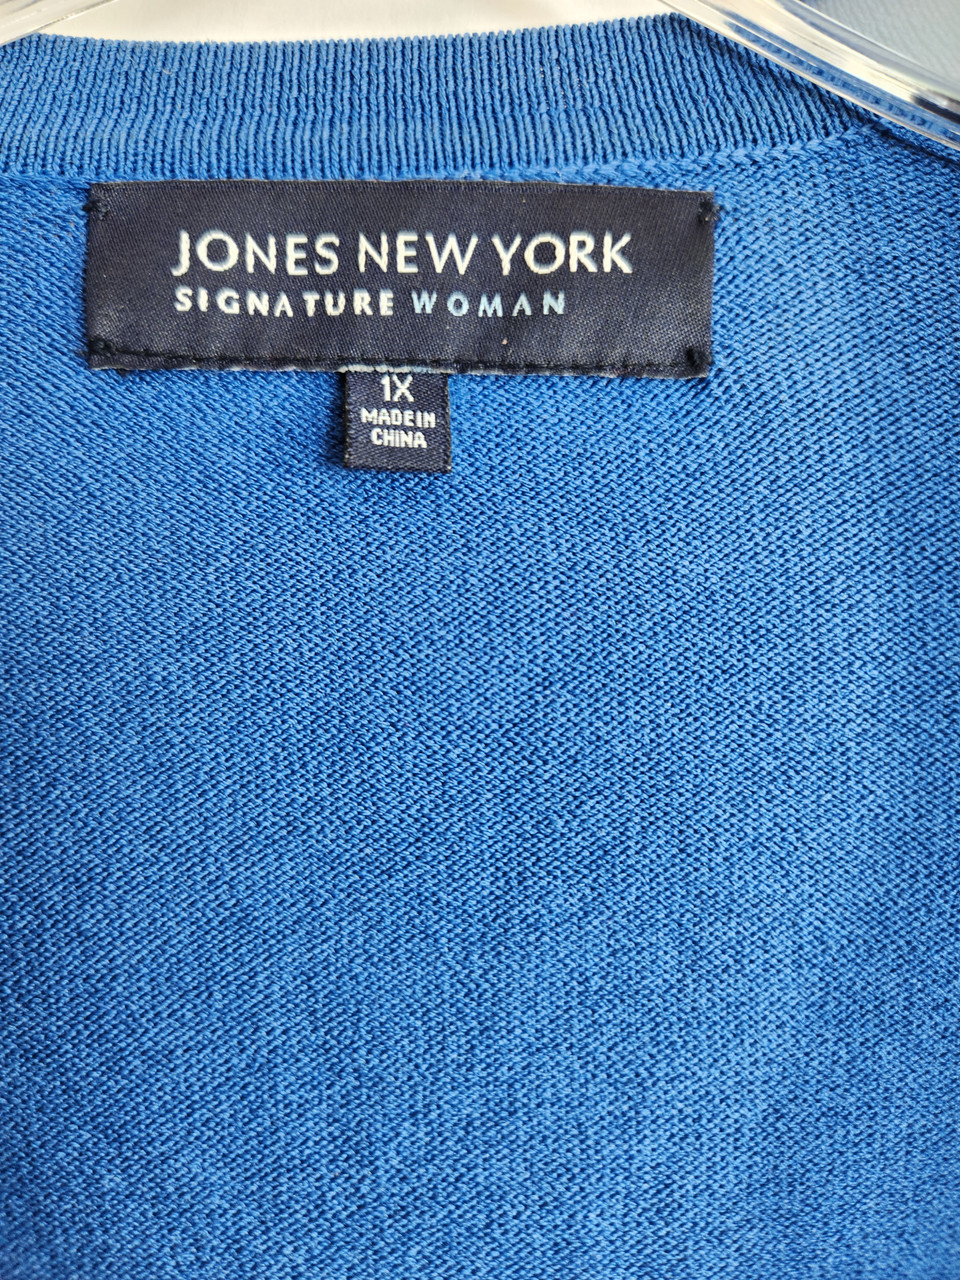 JONES NEW YORK
SIGNATURE WOMAN
1X
MADE IN
CHINA